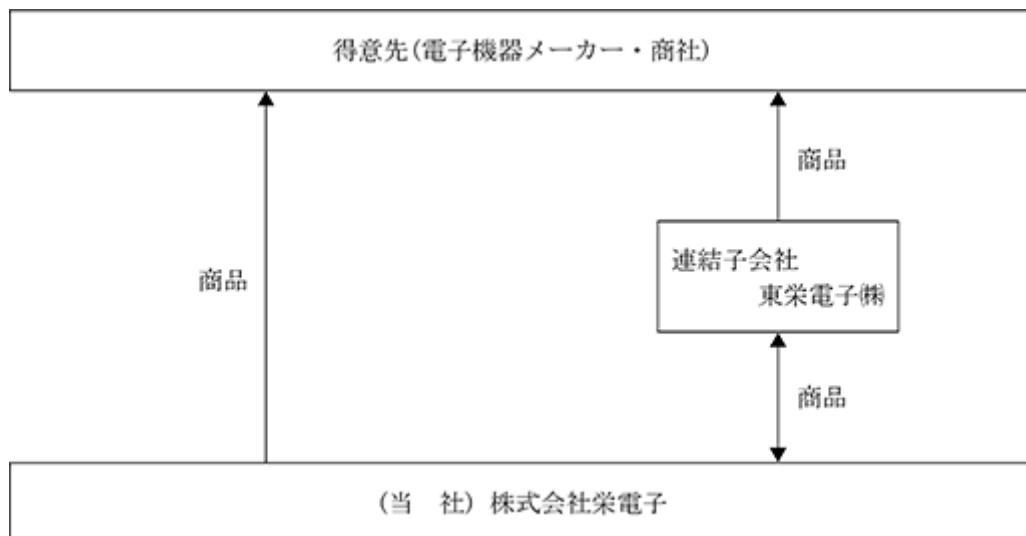 得意先(電子機器メーカー・商社)
商品
商品
連結子会社
東栄電子㈱
商品
(当　社) 株式会社栄電子